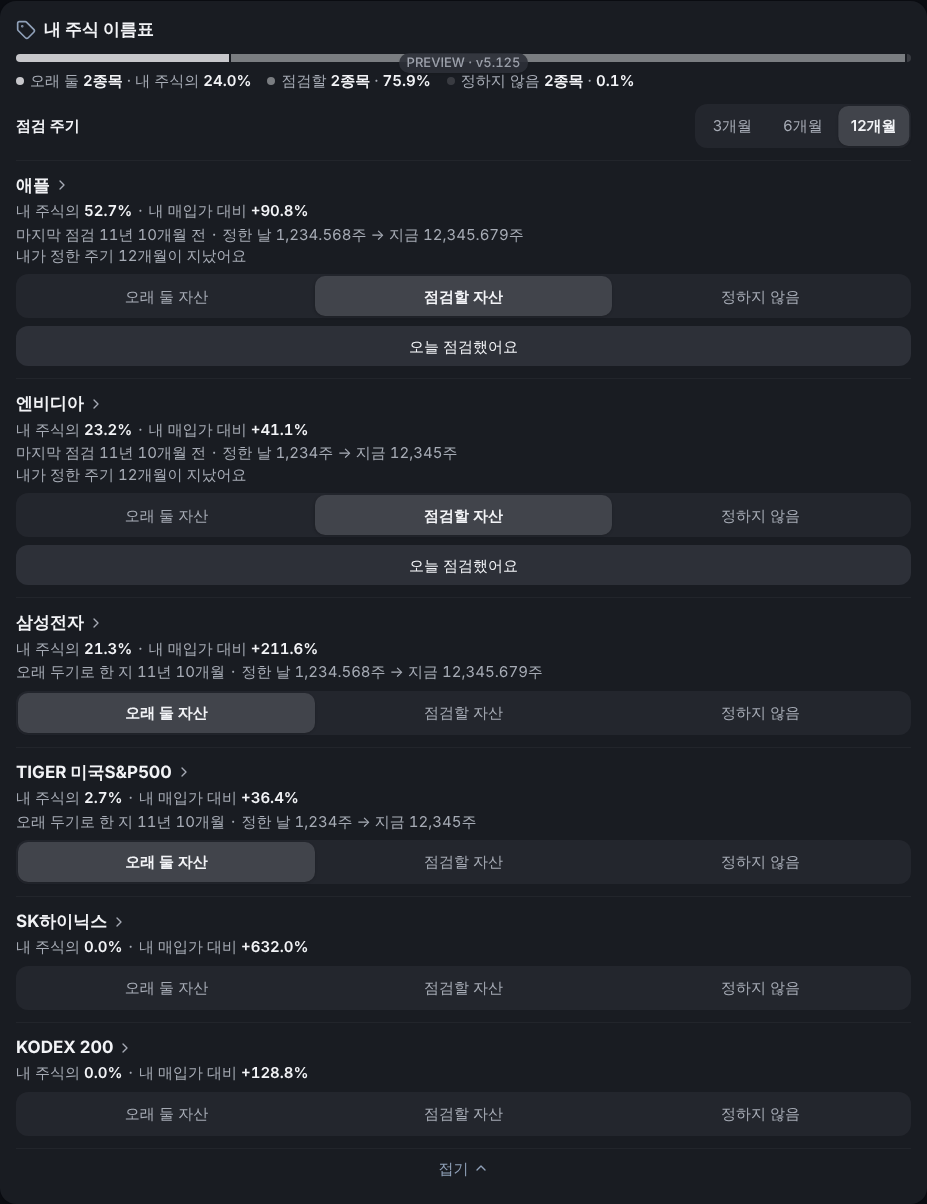 내 주식 이름표
PREVIEW · v5.125
오래 둘 2종목 · 내 주식의 24.0% 점검할 2종목 · 75.9% 정하지 않음 2종목 · 0.1%
점검 주기 3개월 6개월 12개월
애플
내 주식의 52.7% · 내 매입가 대비 +90.8%
마지막 점검 11년 10개월 전 · 정한 날 1,234.568주 → 지금 12,345.679주
내가 정한 주기 12개월이 지났어요
오래 둘 자산 점검할 자산 정하지 않음
오늘 점검했어요
엔비디아
내 주식의 23.2% · 내 매입가 대비 +41.1%
마지막 점검 11년 10개월 전 · 정한 날 1,234주 → 지금 12,345주
내가 정한 주기 12개월이 지났어요
오래 둘 자산 점검할 자산 정하지 않음
오늘 점검했어요
삼성전자
내 주식의 21.3% · 내 매입가 대비 +211.6%
오래 두기로 한 지 11년 10개월 · 정한 날 1,234.568주 → 지금 12,345.679주
오래 둘 자산 점검할 자산 정하지 않음
TIGER 미국S&P500
내 주식의 2.7% · 내 매입가 대비 +36.4%
오래 두기로 한 지 11년 10개월 · 정한 날 1,234주 → 지금 12,345주
오래 둘 자산 점검할 자산 정하지 않음
SK하이닉스
내 주식의 0.0% · 내 매입가 대비 +632.0%
오래 둘 자산 점검할 자산 정하지 않음
KODEX 200
내 주식의 0.0% · 내 매입가 대비 +128.8%
오래 둘 자산 점검할 자산 정하지 않음
접기